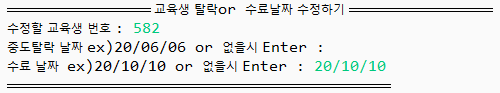 교육생 탈락or 수료날짜 수정하기
수정할 교육생 번호 : 582
중도탈락 날짜 ex)20/06/06 or 없을시 Enter :
수료 날짜 ex)20/10/10 or 없을시 Enter : 20/10/10